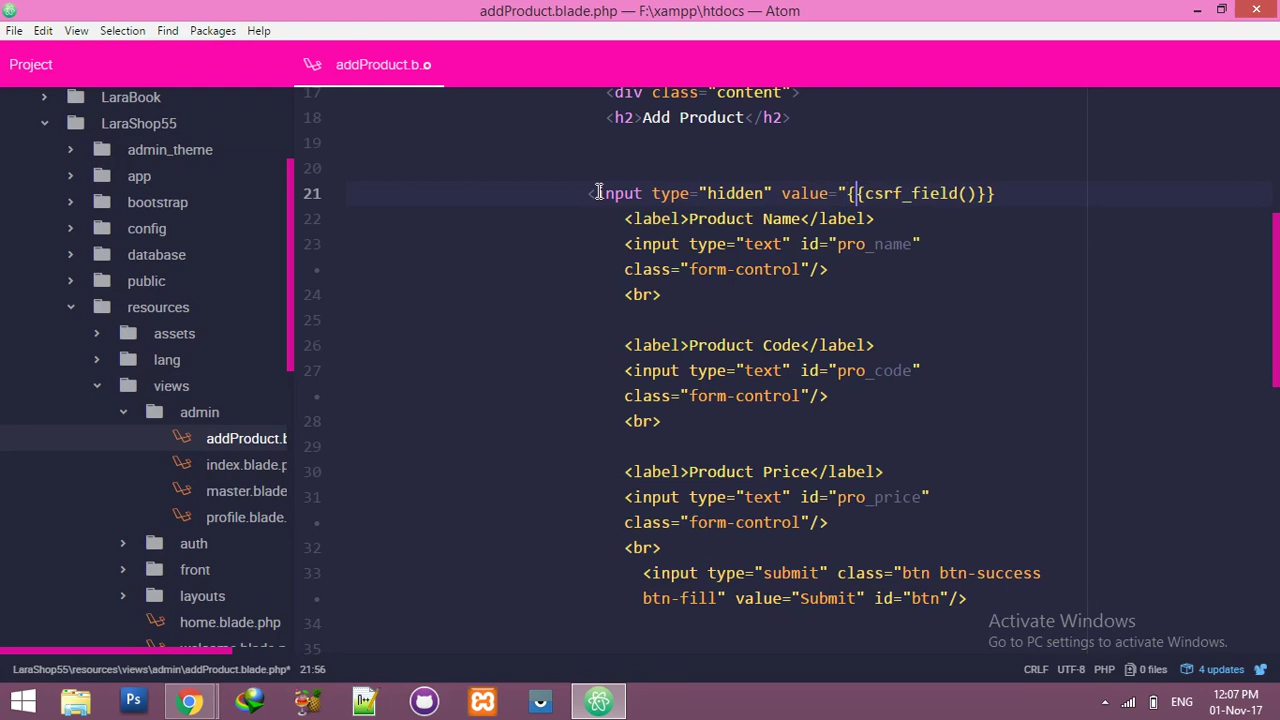 addProduct.blade.php — F:\xampp\htdocs — Atom
File Edit View Selection Find Packages Help
Project
addProduct.b.
LaraBook
LaraShop55
admin_theme
app
bootstrap
config
database
public
resources
assets
lang
views
admin
addProduct.b
index.blade.p
master.blade
profile.blade.
auth
front
layouts
home.blade.php
17 <div class="content">
18 <h2>Add Product</h2>
19
20
21 <input type="hidden" value="{{csrf_field()}}
22 <label>Product Name</label>
23 <input type="text" id="pro_name"
class="form-control"/>
24 <br>
25
26 <label>Product Code</label>
27 <input type="text" id="pro_code"
class="form-control"/>
28 <br>
29
30 <label>Product Price</label>
31 <input type="text" id="pro_price"
class="form-control"/>
32 <br>
33 <input type="submit" class="btn btn-success
btn-fill" value="Submit" id="btn"/>
34
35
Activate Windows
Go to PC settings to activate Windows.
LaraShop55\resources\views\admin\addProduct.blade.php* 21:56 CRLF UTF-8 PHP 0 files 4 updates
Ps
ENG
12:07 PM
01-Nov-17